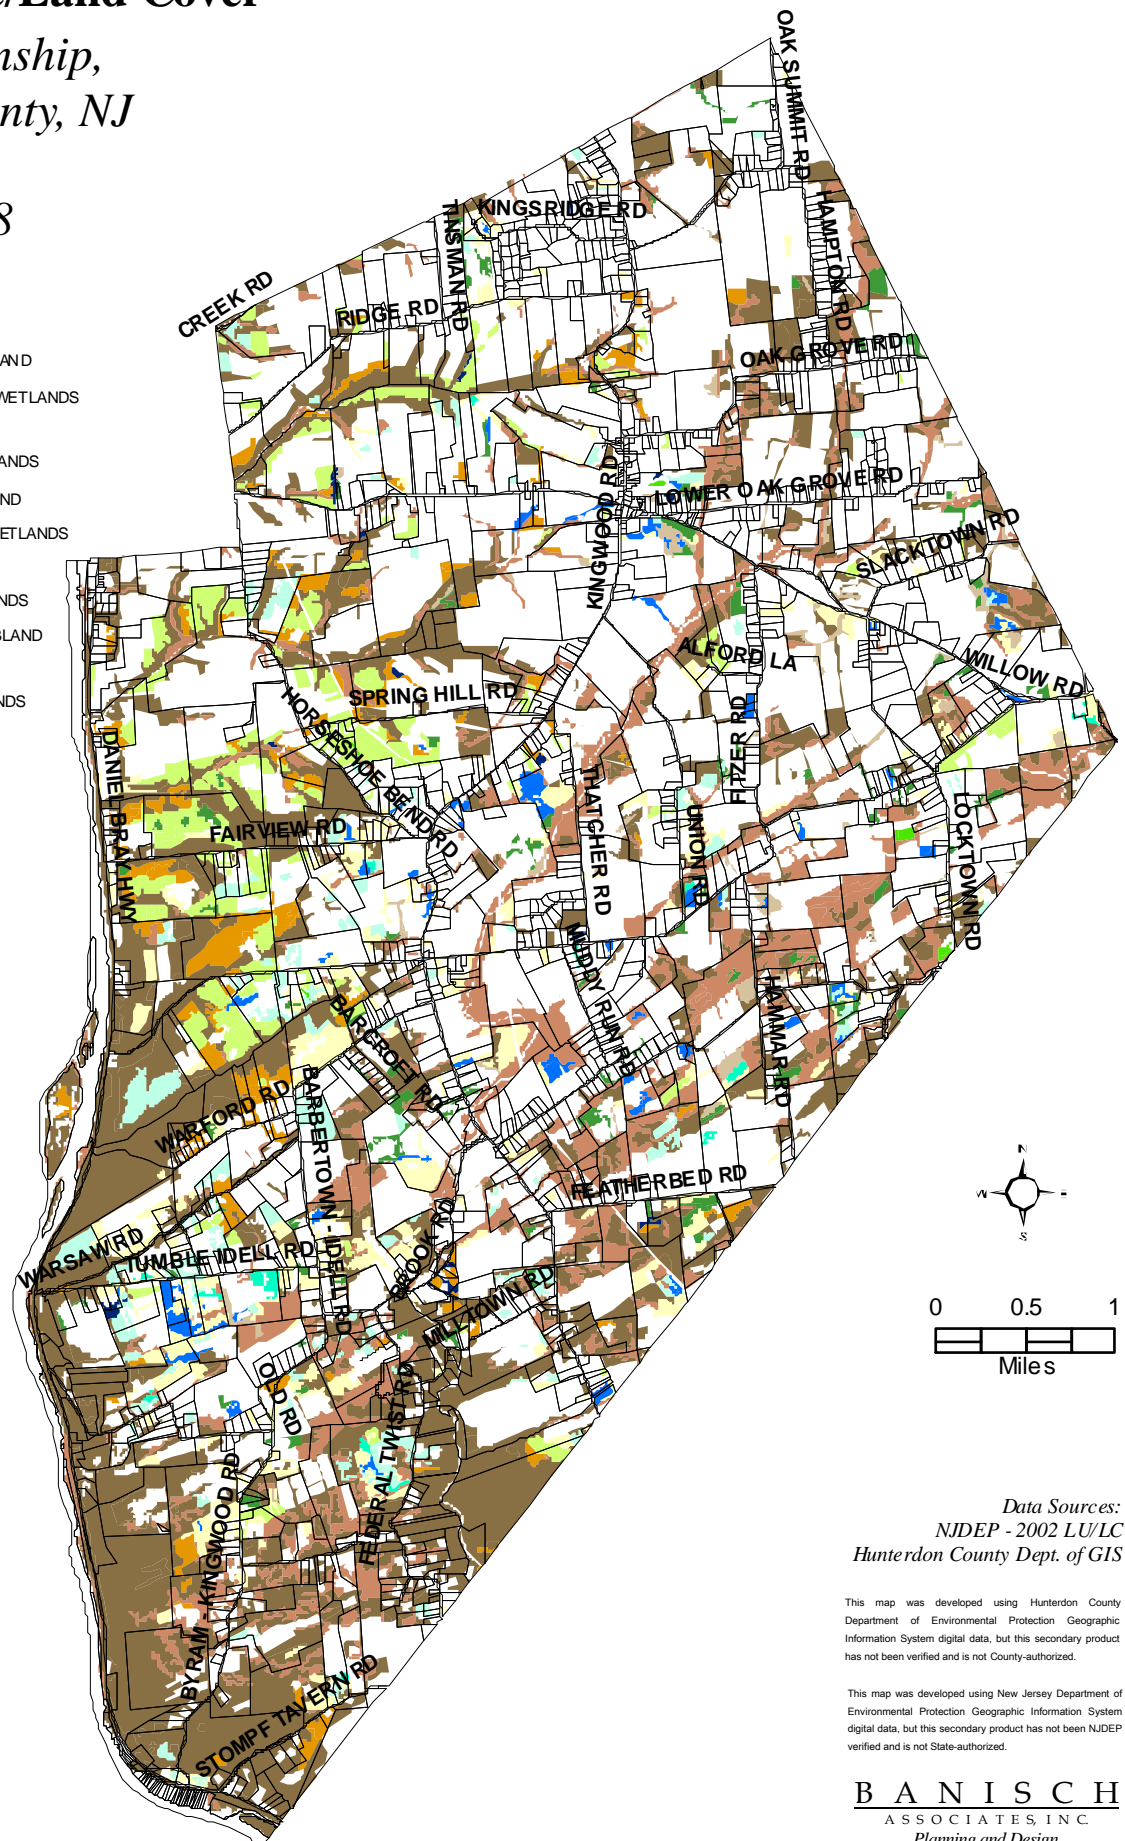 /Land Cover
nship,
nty, NJ
8
AND
WETLANDS
ANDS
ND
ETLANDS
NDS
BLAND
NDS
OAK SUMMIT RD
HAMPTON RD
KINGSRIDGE RD
TINSMAN RD
CREEK RD
RIDGE RD
OAK GROVE RD
KINGWOOD RD
LOWER OAK GROVE RD
SLACKTOWN RD
ALFORD LA
WILLOW RD
SPRING HILL RD
HORSESHOE BEND RD
FITZER RD
DANIEL BRAY HWY
FAIRVIEW RD
THATCHER RD
UNION RD
LOCKTOWN RD
MUDDY RUN RD
HAMMAR RD
BARCROFT RD
WARFORD RD
BARBERTOWN - IDELL RD
FEATHERBED RD
WARSAW RD
TUMBLE IDELL RD
BROOK RD
MILLTOWN RD
OLD RD
FEDERAL TWIST RD
BYRAM - KINGWOOD RD
STOMPF TAVERN RD
N
W
E
S
0 0.5 1
Miles
Data Sources:
NJDEP - 2002 LU/LC
Hunterdon County Dept. of GIS
This map was developed using Hunterdon County
Department of Environmental Protection Geographic
Information System digital data, but this secondary product
has not been verified and is not County-authorized.
This map was developed using New Jersey Department of
Environmental Protection Geographic Information System
digital data, but this secondary product has not been NJDEP
verified and is not State-authorized.
BANISCH
ASSOCIATES, INC.
Planning and Design